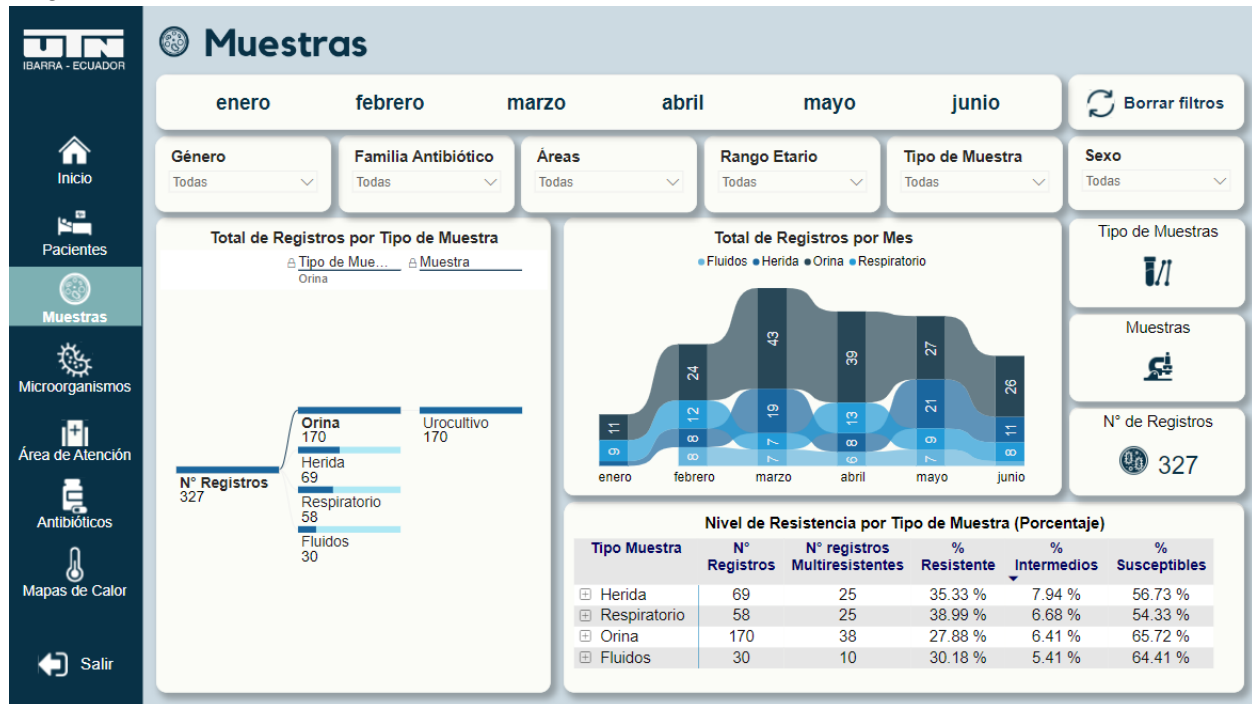 UTN
IBARRA - ECUADOR
Muestras
enero febrero marzo abril mayo junio
Borrar filtros
Género Familia Antibiótico Áreas Rango Etario Tipo de Muestra Sexo
Todas Todas Todas Todas Todas Todas
Inicio
Pacientes
Muestras
Microorganismos
Área de Atención
Antibióticos
Mapas de Calor
Salir
Total de Registros por Tipo de Muestra
Tipo de Mue... Muestra
Orina
N° Registros
327
Orina
170
Herida
69
Respiratorio
58
Fluidos
30
Urocultivo
170
Total de Registros por Mes
Fluidos Herida Orina Respiratorio
11 24 43 39 27 26
9 12 19 13 21 11
8 7 8 9 8
8 7 6 7
enero febrero marzo abril mayo junio
Tipo de Muestras
Muestras
N° de Registros
327
Nivel de Resistencia por Tipo de Muestra (Porcentaje)
Tipo Muestra N° Registros N° registros Multiresistentes % Resistente % Intermedios % Susceptibles
Herida 69 25 35.33 % 7.94 % 56.73 %
Respiratorio 58 25 38.99 % 6.68 % 54.33 %
Orina 170 38 27.88 % 6.41 % 65.72 %
Fluidos 30 10 30.18 % 5.41 % 64.41 %